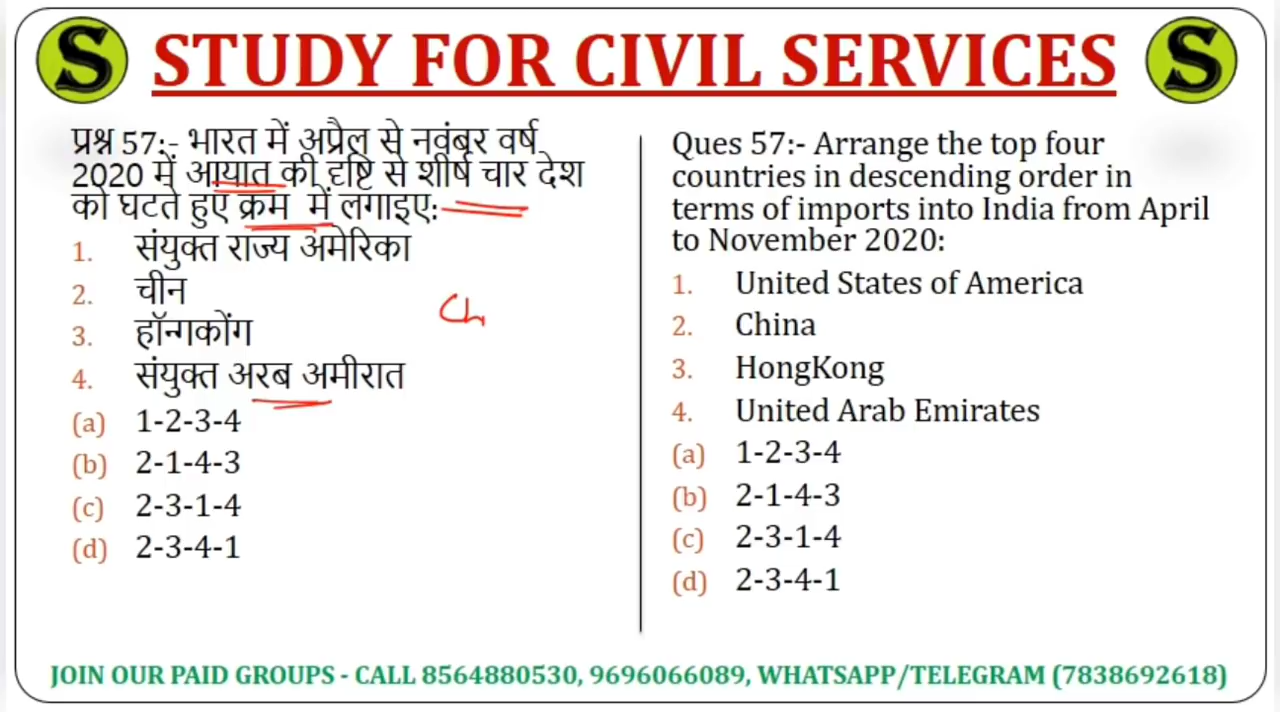 S STUDY FOR CIVIL SERVICES S
प्रश्न 57:- भारत में अप्रैल से नवंबर वर्ष
2020 में आयात की दृष्टि से शीर्ष चार देश
को घटते हुए क्रम में लगाइए:
1. संयुक्त राज्य अमेरिका
2. चीन
3. हॉन्गकोंग
4. संयुक्त अरब अमीरात
(a) 1-2-3-4
(b) 2-1-4-3
(c) 2-3-1-4
(d) 2-3-4-1
Ch
Ques 57:- Arrange the top four
countries in descending order in
terms of imports into India from April
to November 2020:
1. United States of America
2. China
3. HongKong
4. United Arab Emirates
(a) 1-2-3-4
(b) 2-1-4-3
(c) 2-3-1-4
(d) 2-3-4-1
JOIN OUR PAID GROUPS - CALL 8564880530, 9696066089, WHATSAPP/TELEGRAM (7838692618)